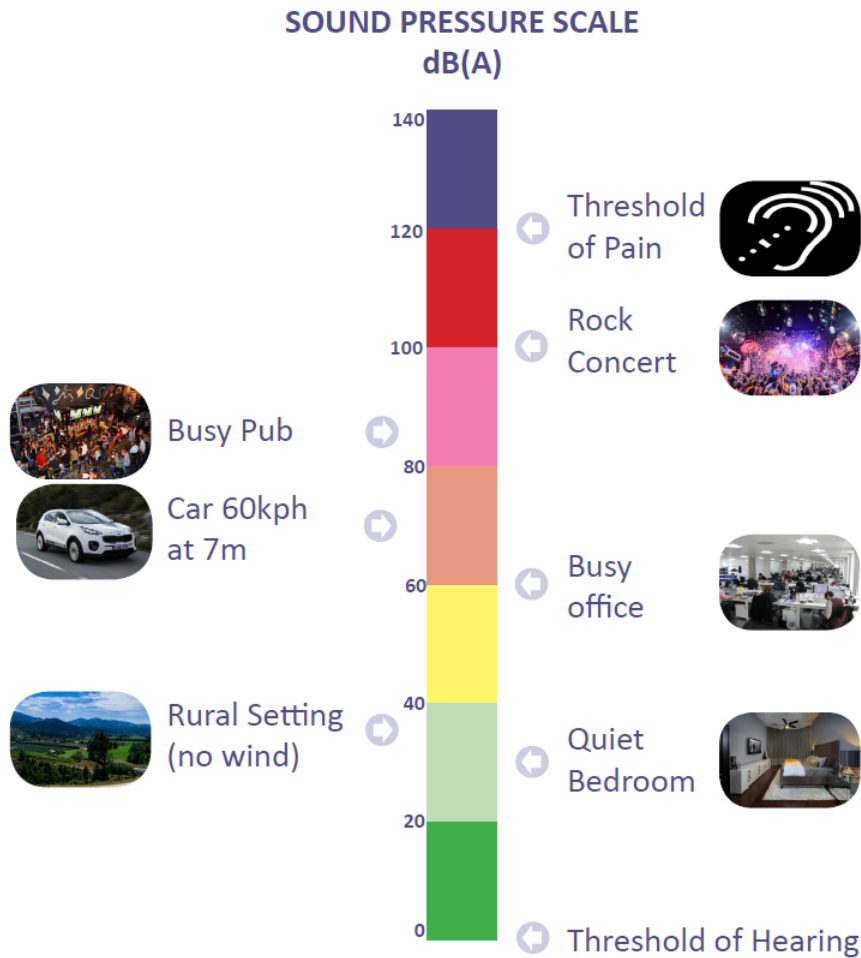 SOUND PRESSURE SCALE
dB(A)
140
Threshold
of Pain
120
Rock
Concert
100
Busy Pub
80
Car 60kph
at 7m
Busy
office
60
Rural Setting
(no wind)
40
Quiet
Bedroom
20
0
Threshold of Hearing